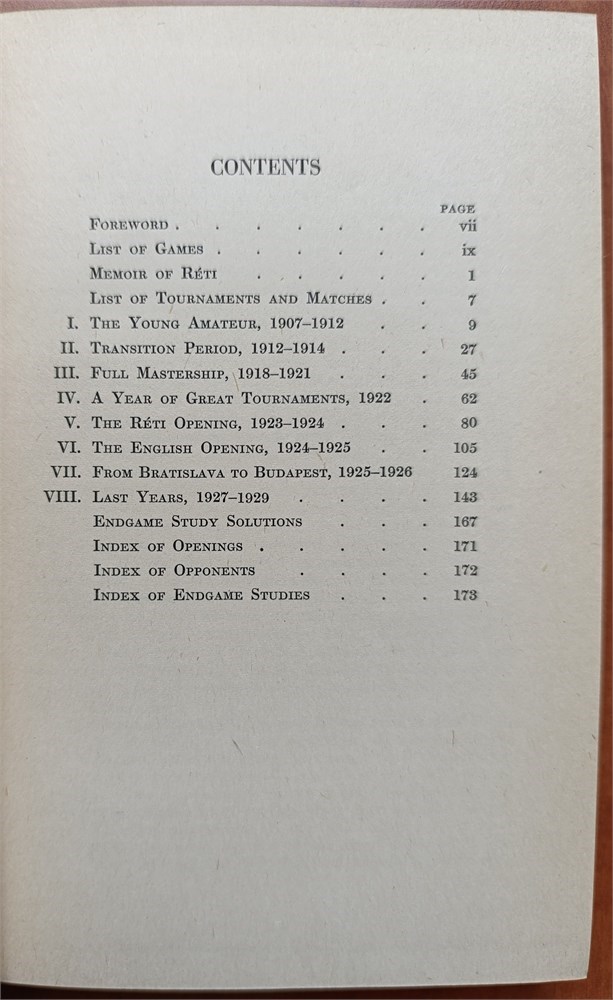 CONTENTS
PAGE
FOREWORD . . . . . . . vii
LIST OF GAMES . . . . . . ix
MEMOIR OF RÉTI . . . . . 1
LIST OF TOURNAMENTS AND MATCHES . . 7
I. THE YOUNG AMATEUR, 1907–1912 . . 9
II. TRANSITION PERIOD, 1912–1914 . . . 27
III. FULL MASTERSHIP, 1918–1921 . . . 45
IV. A YEAR OF GREAT TOURNAMENTS, 1922 . 62
V. THE RÉTI OPENING, 1923–1924 . . . 80
VI. THE ENGLISH OPENING, 1924–1925 . . 105
VII. FROM BRATISLAVA TO BUDAPEST, 1925–1926 124
VIII. LAST YEARS, 1927–1929 . . . . 143
ENDGAME STUDY SOLUTIONS . . . 167
INDEX OF OPENINGS . . . . . 171
INDEX OF OPPONENTS . . . . 172
INDEX OF ENDGAME STUDIES . . . 173